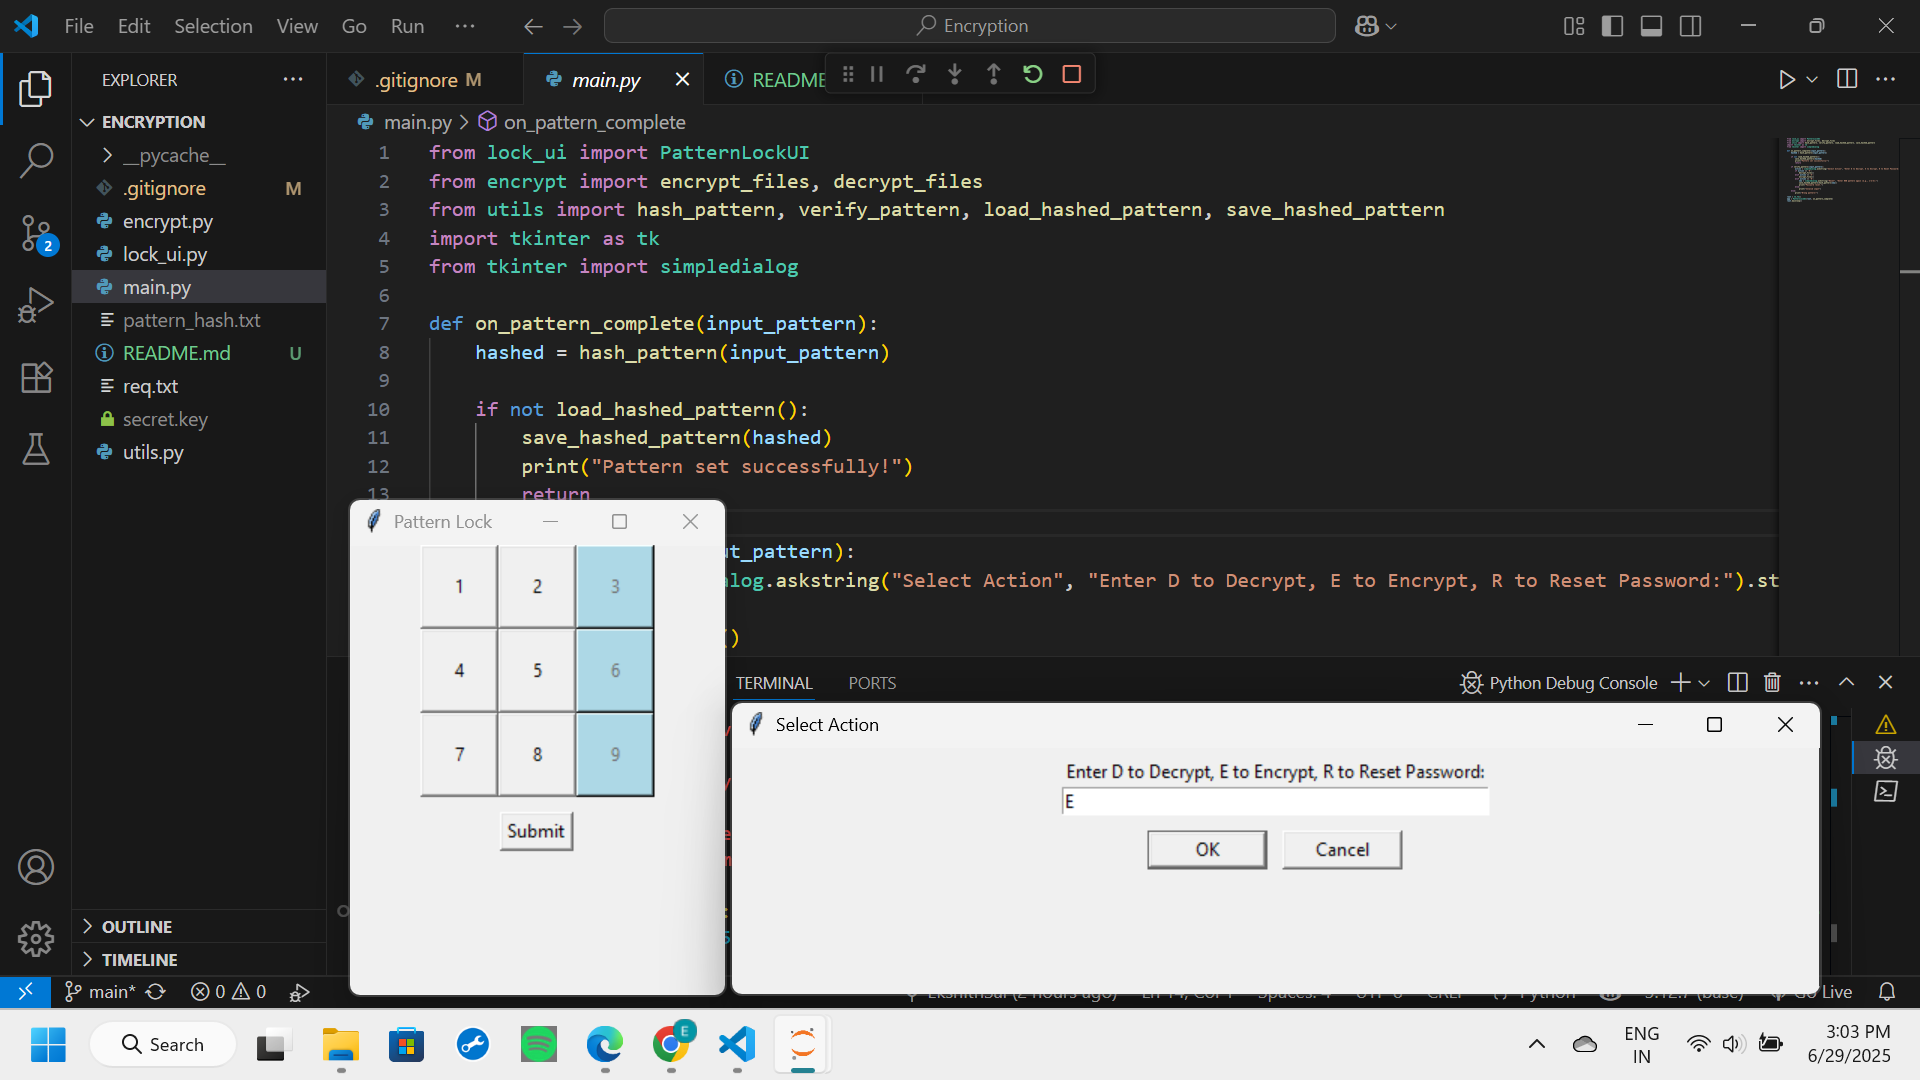 File Edit Selection View Go Run ··· Encryption
EXPLORER ···
ENCRYPTION
__pycache__
.gitignore M
encrypt.py
lock_ui.py
main.py
pattern_hash.txt
README.md U
req.txt
secret.key
utils.py
OUTLINE
TIMELINE
2
.gitignore M main.py README
main.py > on_pattern_complete
1 from lock_ui import PatternLockUI
2 from encrypt import encrypt_files, decrypt_files
3 from utils import hash_pattern, verify_pattern, load_hashed_pattern, save_hashed_pattern
4 import tkinter as tk
5 from tkinter import simpledialog
6
7 def on_pattern_complete(input_pattern):
8 hashed = hash_pattern(input_pattern)
9
10 if not load_hashed_pattern():
11 save_hashed_pattern(hashed)
12 print("Pattern set successfully!")
13 return
ut_pattern):
alog.askstring("Select Action", "Enter D to Decrypt, E to Encrypt, R to Reset Password:").st
()
Pattern Lock
1 2 3
4 5 6
7 8 9
Submit
TERMINAL PORTS Python Debug Console
Select Action
Enter D to Decrypt, E to Encrypt, R to Reset Password:
E
OK Cancel
main* 0 0 Go Live
Search
E
ENG
IN
3:03 PM
6/29/2025